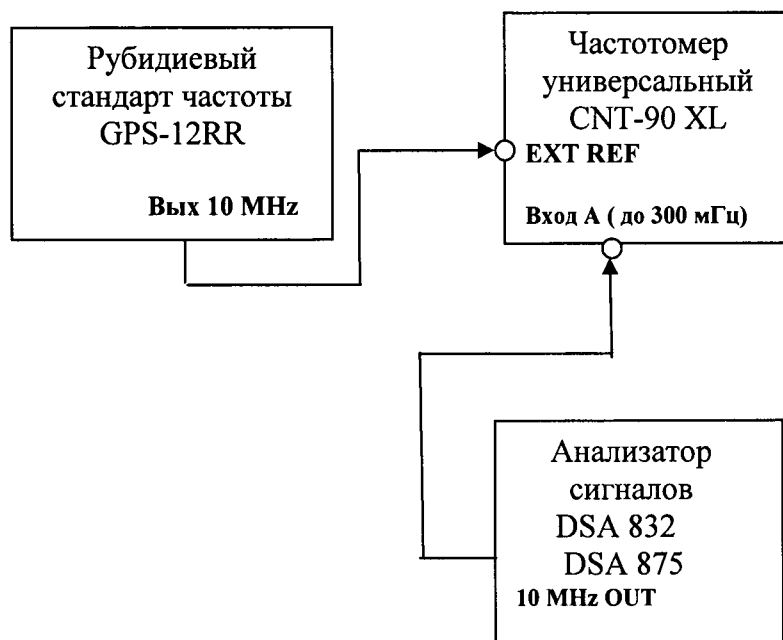 Рубидиевый
стандарт частоты
GPS-12RR
Вых 10 MHz
Частотомер
универсальный
CNT-90 XL
EXT REF
Вход А ( до 300 мГц)
Анализатор
сигналов
DSA 832
DSA 875
10 MHz OUT